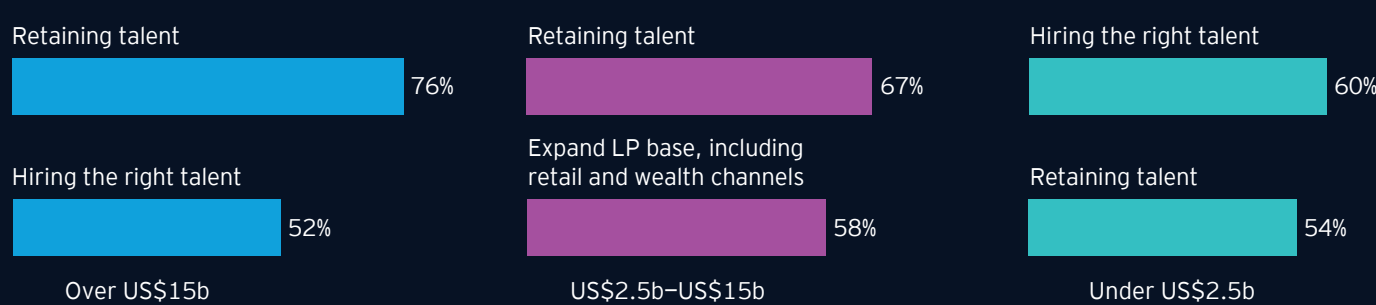 Retaining talent
76%
Hiring the right talent
52%
Over US$15b
Retaining talent
67%
Expand LP base, including
retail and wealth channels
58%
US$2.5b–US$15b
Hiring the right talent
60%
Retaining talent
54%
Under US$2.5b